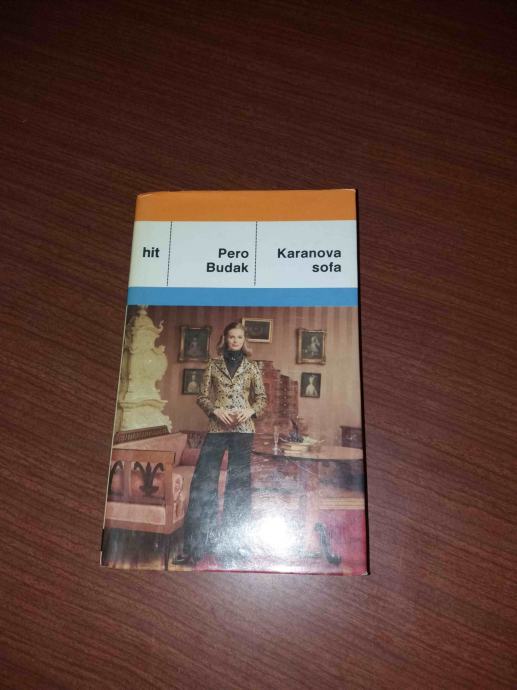 hit
Pero
Budak
Karanova
sofa